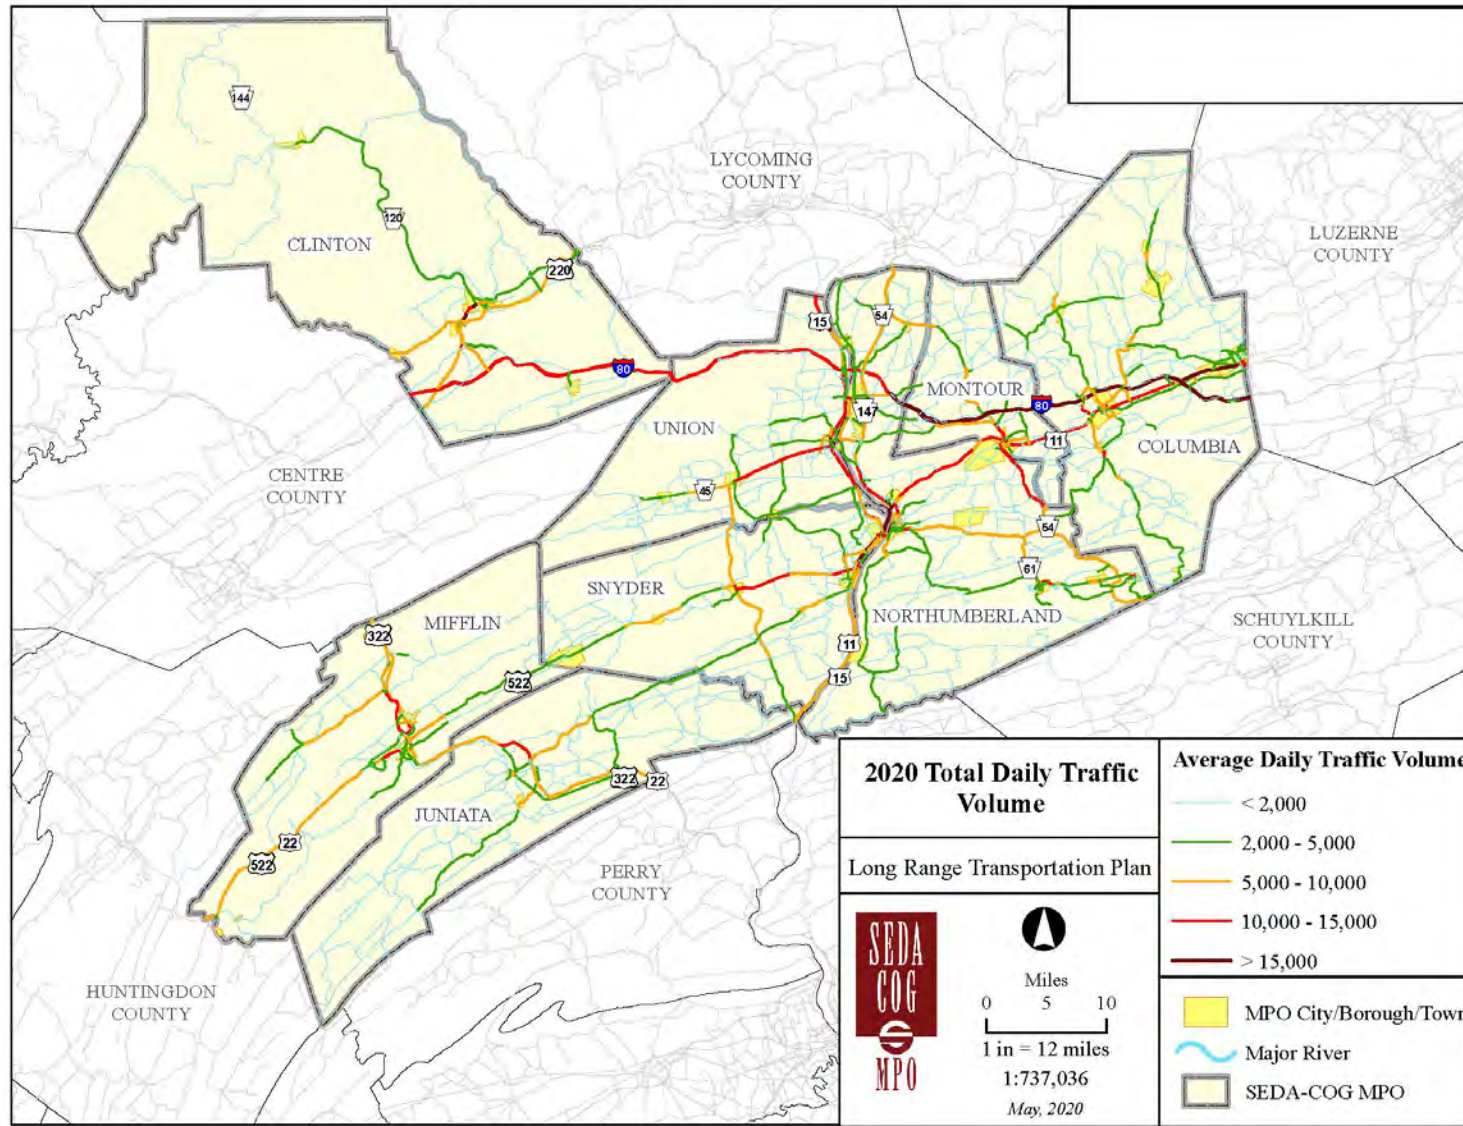 144
LYCOMING
COUNTY
120
CLINTON
LUZERNE
COUNTY
220
54
15
80
MONTOUR
80
147
UNION
11
COLUMBIA
CENTRE
COUNTY
45
54
61
SNYDER
MIFFLIN
322
NORTHUMBERLAND
SCHUYLKILL
COUNTY
11
15
522
322
22
JUNIATA
22
522
PERRY
COUNTY
HUNTINGDON
COUNTY
2020 Total Daily Traffic
Volume
Long Range Transportation Plan
SEDA
COG
MPO
Miles
0 5 10
1 in = 12 miles
1:737,036
May, 2020
Average Daily Traffic Volume
< 2,000
2,000 - 5,000
5,000 - 10,000
10,000 - 15,000
> 15,000
MPO City/Borough/Town
Major River
SEDA-COG MPO